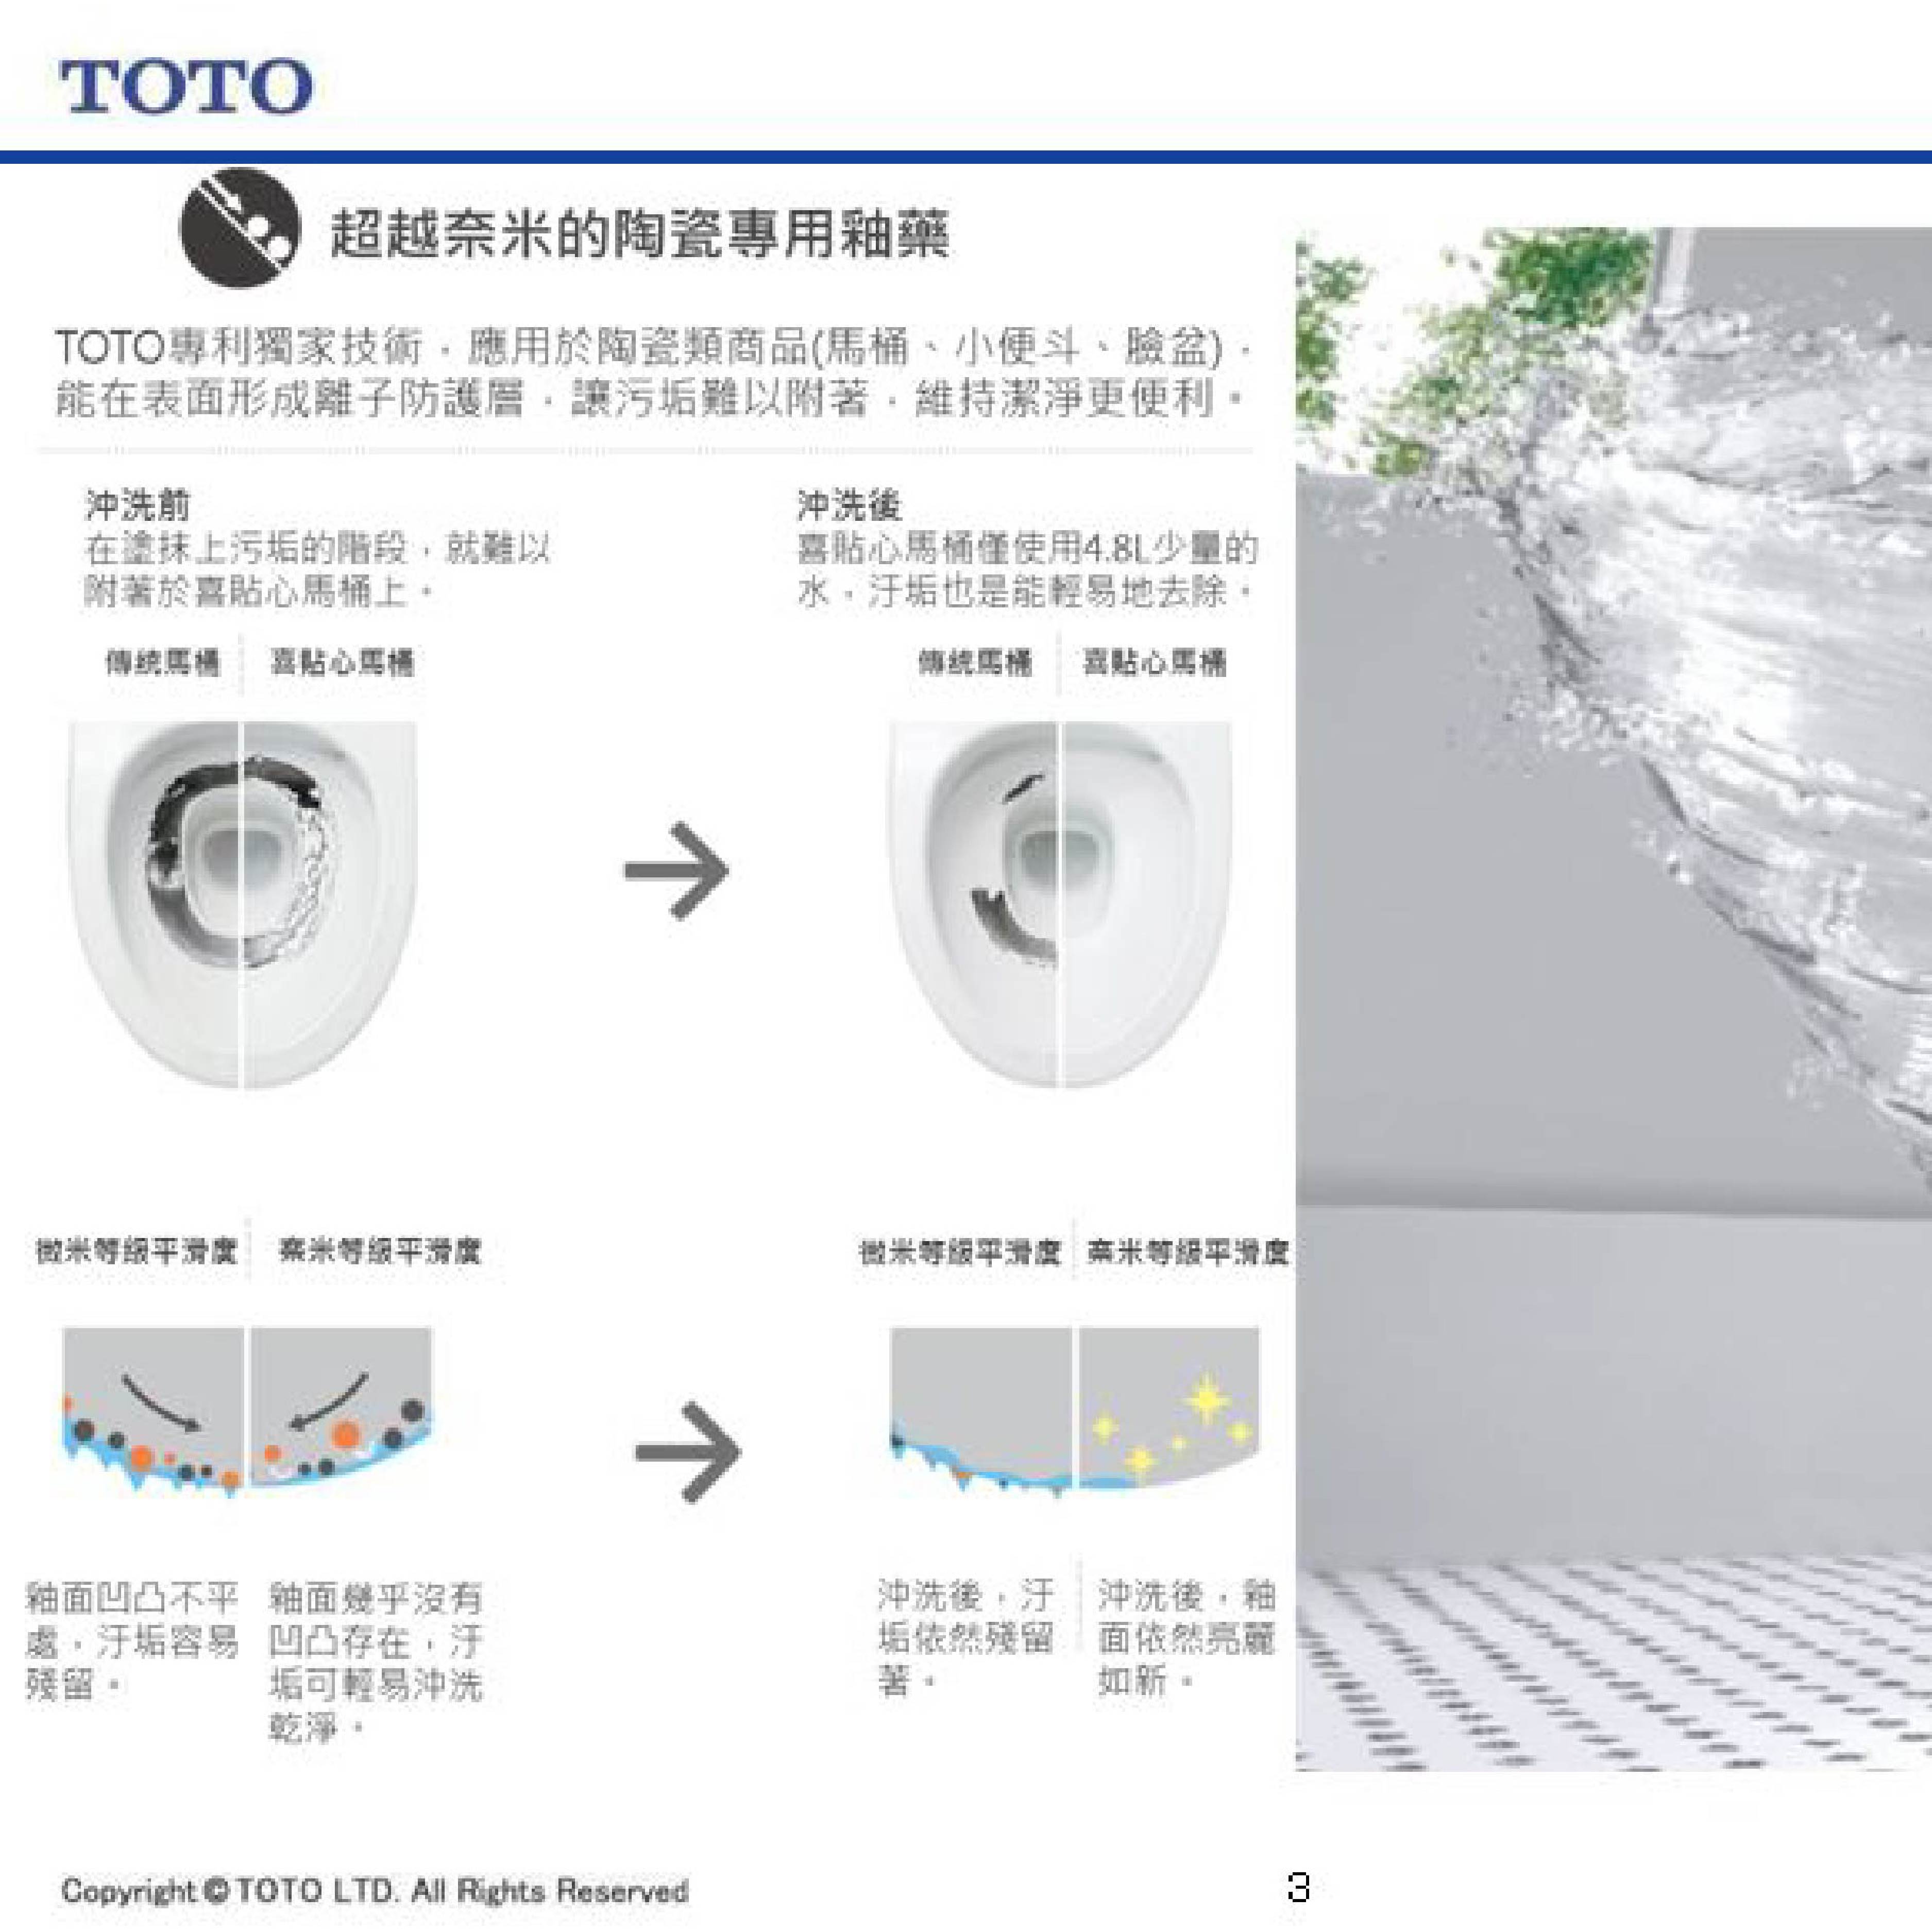 TOTO
超越奈米的陶瓷專用釉藥
TOTO專利獨家技術，應用於陶瓷類商品(馬桶、小便斗、臉盆)，
能在表面形成離子防護層，讓污垢難以附著，維持潔淨更便利。
沖洗前
在塗抹上污垢的階段，就難以
附著於喜貼心馬桶上。
傳統馬桶
喜貼心馬桶
沖洗後
喜貼心馬桶僅使用4.8L少量的
水，汙垢也是能輕易地去除。
傳統馬桶
喜貼心馬桶
微米等級平滑度
奈米等級平滑度
微米等級平滑度
奈米等級平滑度
釉面凹凸不平
處，汙垢容易
殘留。
釉面幾乎沒有
凹凸存在，汙
垢可輕易沖洗
乾淨。
沖洗後，汙
垢依然殘留
著。
沖洗後，釉
面依然亮麗
如新。
Copyright © TOTO LTD. All Rights Reserved
3